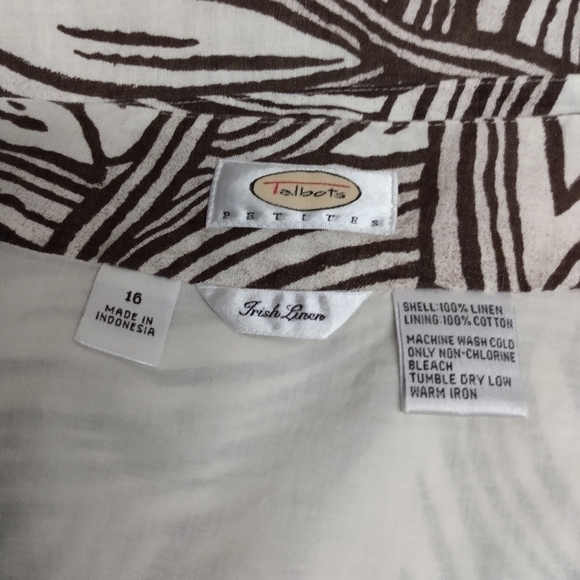 Talbots
PETITES
16
MADE IN
INDONESIA
Irish Linen
SHELL:100% LINEN
LINING:100% COTTON
MACHINE WASH COLD
ONLY NON-CHLORINE
BLEACH
TUMBLE DRY LOW
WARM IRON